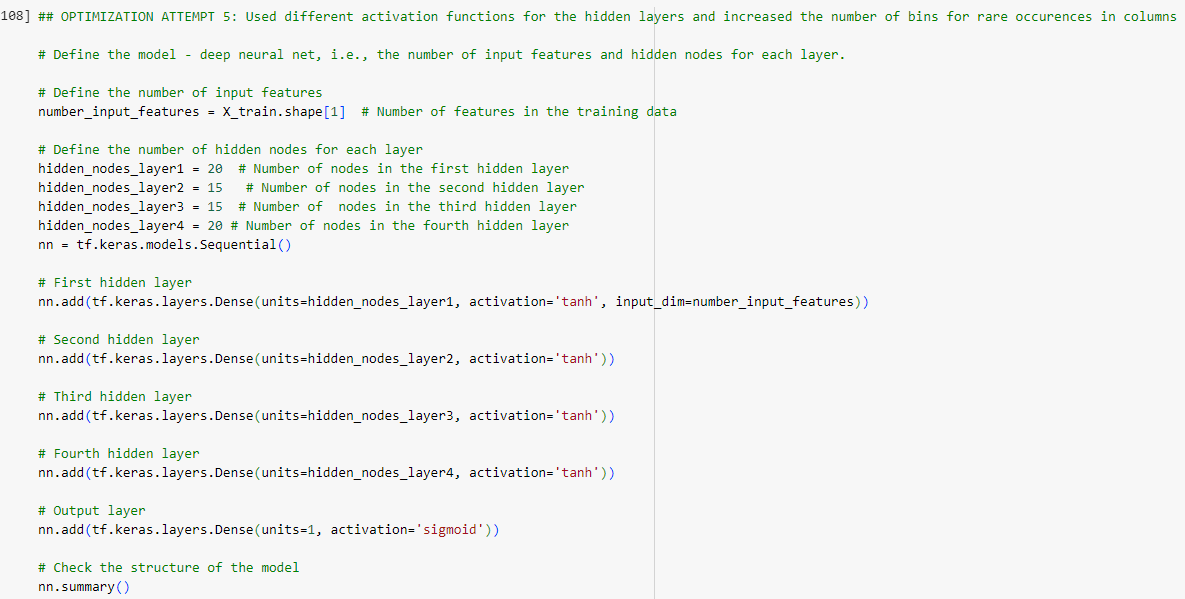 108] ## OPTIMIZATION ATTEMPT 5: Used different activation functions for the hidden layers and increased the number of bins for rare occurences in columns
# Define the model - deep neural net, i.e., the number of input features and hidden nodes for each layer.
# Define the number of input features
number_input_features = X_train.shape[1]  # Number of features in the training data
# Define the number of hidden nodes for each layer
hidden_nodes_layer1 = 20  # Number of nodes in the first hidden layer
hidden_nodes_layer2 = 15   # Number of nodes in the second hidden layer
hidden_nodes_layer3 = 15  # Number of  nodes in the third hidden layer
hidden_nodes_layer4 = 20 # Number of nodes in the fourth hidden layer
nn = tf.keras.models.Sequential()
# First hidden layer
nn.add(tf.keras.layers.Dense(units=hidden_nodes_layer1, activation='tanh', input_dim=number_input_features))
# Second hidden layer
nn.add(tf.keras.layers.Dense(units=hidden_nodes_layer2, activation='tanh'))
# Third hidden layer
nn.add(tf.keras.layers.Dense(units=hidden_nodes_layer3, activation='tanh'))
# Fourth hidden layer
nn.add(tf.keras.layers.Dense(units=hidden_nodes_layer4, activation='tanh'))
# Output layer
nn.add(tf.keras.layers.Dense(units=1, activation='sigmoid'))
# Check the structure of the model
nn.summary()